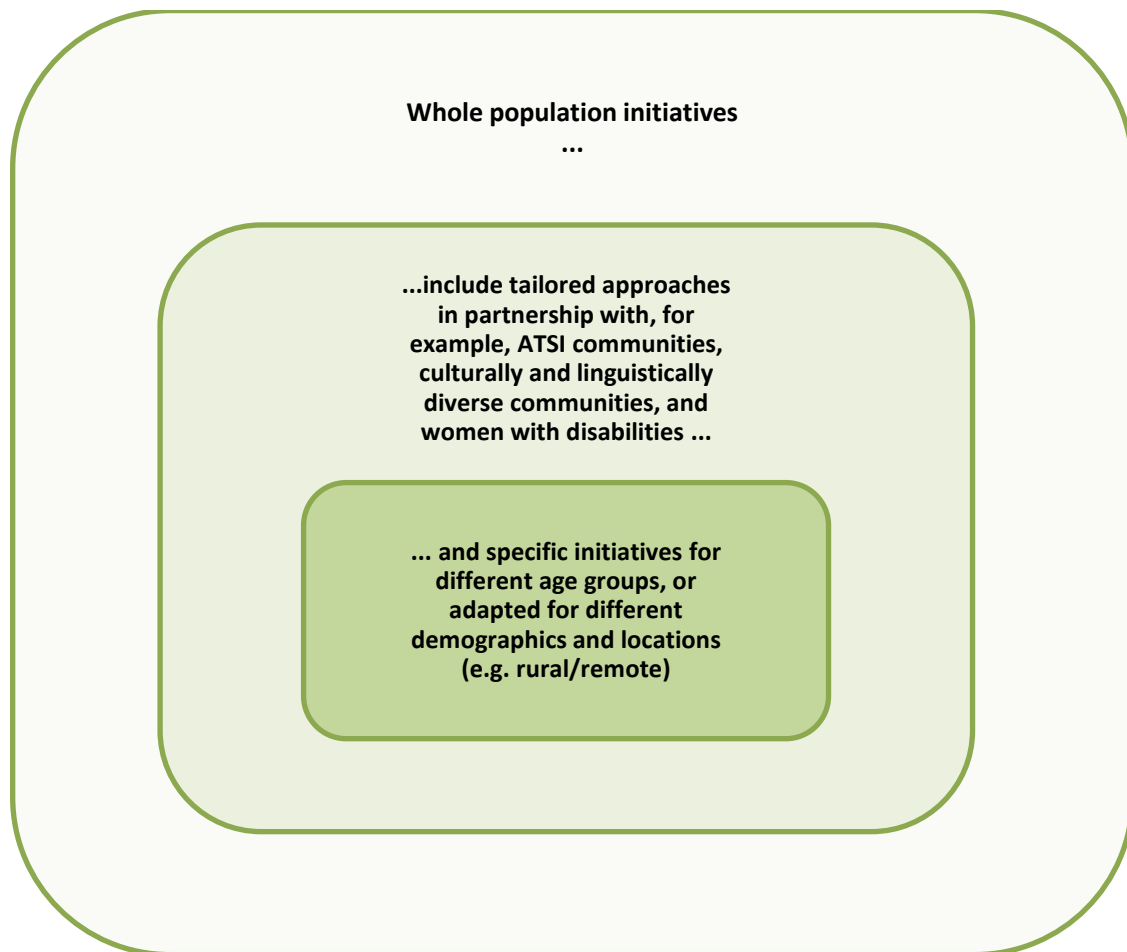 Whole population initiatives
...
...include tailored approaches
in partnership with, for
example, ATSI communities,
culturally and linguistically
diverse communities, and
women with disabilities ...
... and specific initiatives for
different age groups, or
adapted for different
demographics and locations
(e.g. rural/remote)